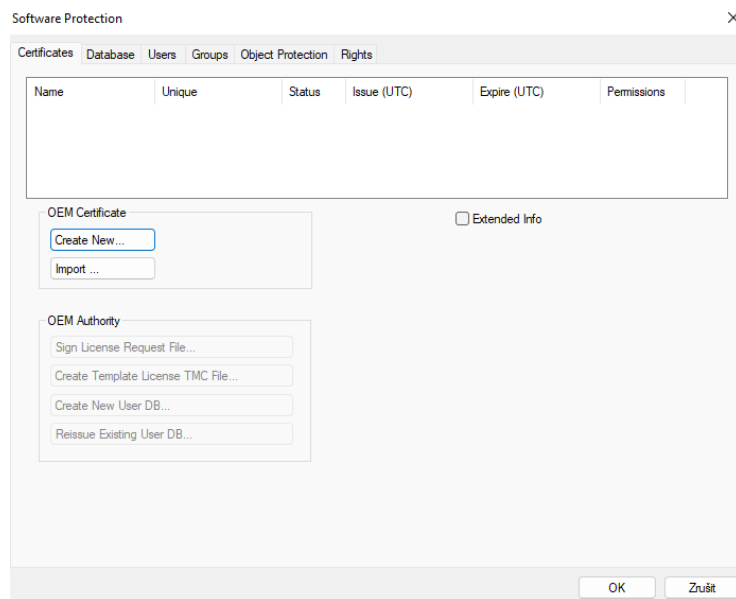 Software Protection
Certificates Database Users Groups Object Protection Rights
Name Unique Status Issue (UTC) Expire (UTC) Permissions
OEM Certificate
Extended Info
Create New...
Import ...
OEM Authority
Sign License Request File...
Create Template License TMC File...
Create New User DB...
Reissue Existing User DB...
OK Zrušit